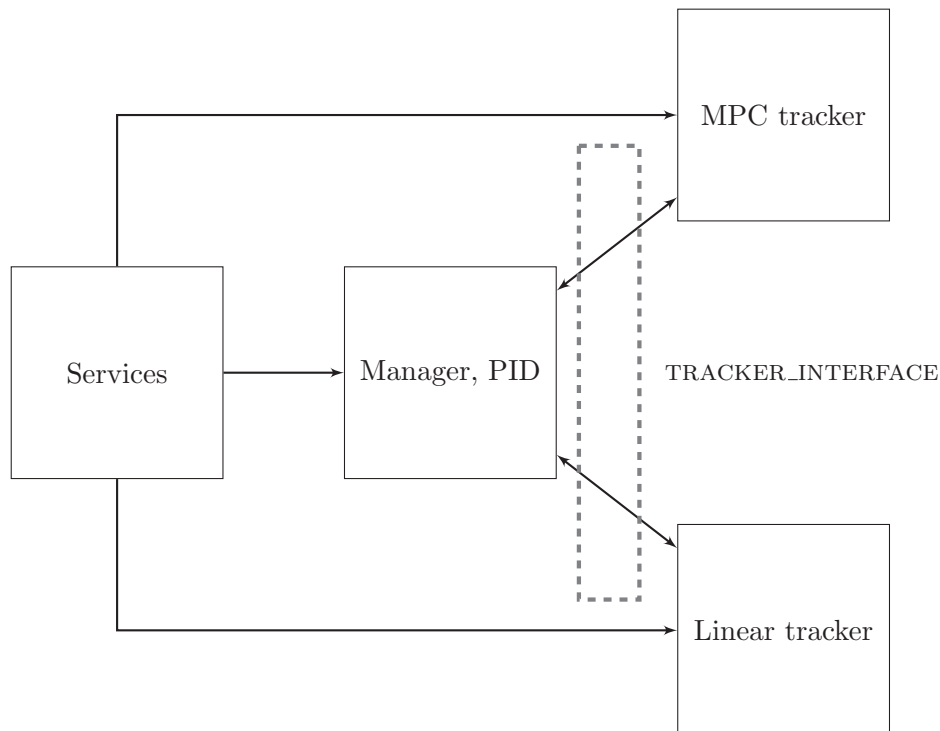 MPC tracker
Services
Manager, PID
TRACKER_INTERFACE
Linear tracker